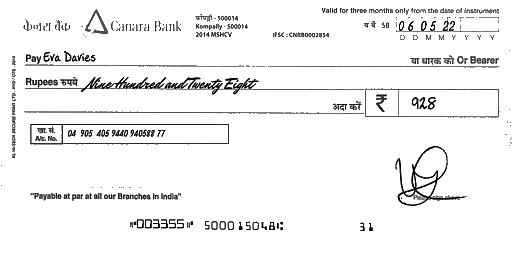 केनरा बैंक Canara Bank
कोंपल्ली - 500014
Kompally - 500014
2014 MSHCV
IFSC : CNRB0002854
Valid for three months only from the date of instrument
06 05 22
D D M M Y Y Y Y
Pay Eva Davies
या धारक को Or Bearer
Rupees रुपये Nine Hundred and Twenty Eight
अदा करें ₹ 928
खा. सं.
A/c. No. 04 905 405 9440 940588 77
Please sign above
"Payable at par at all our Branches in India"
⑈003355⑈ 500015048⑆ 31